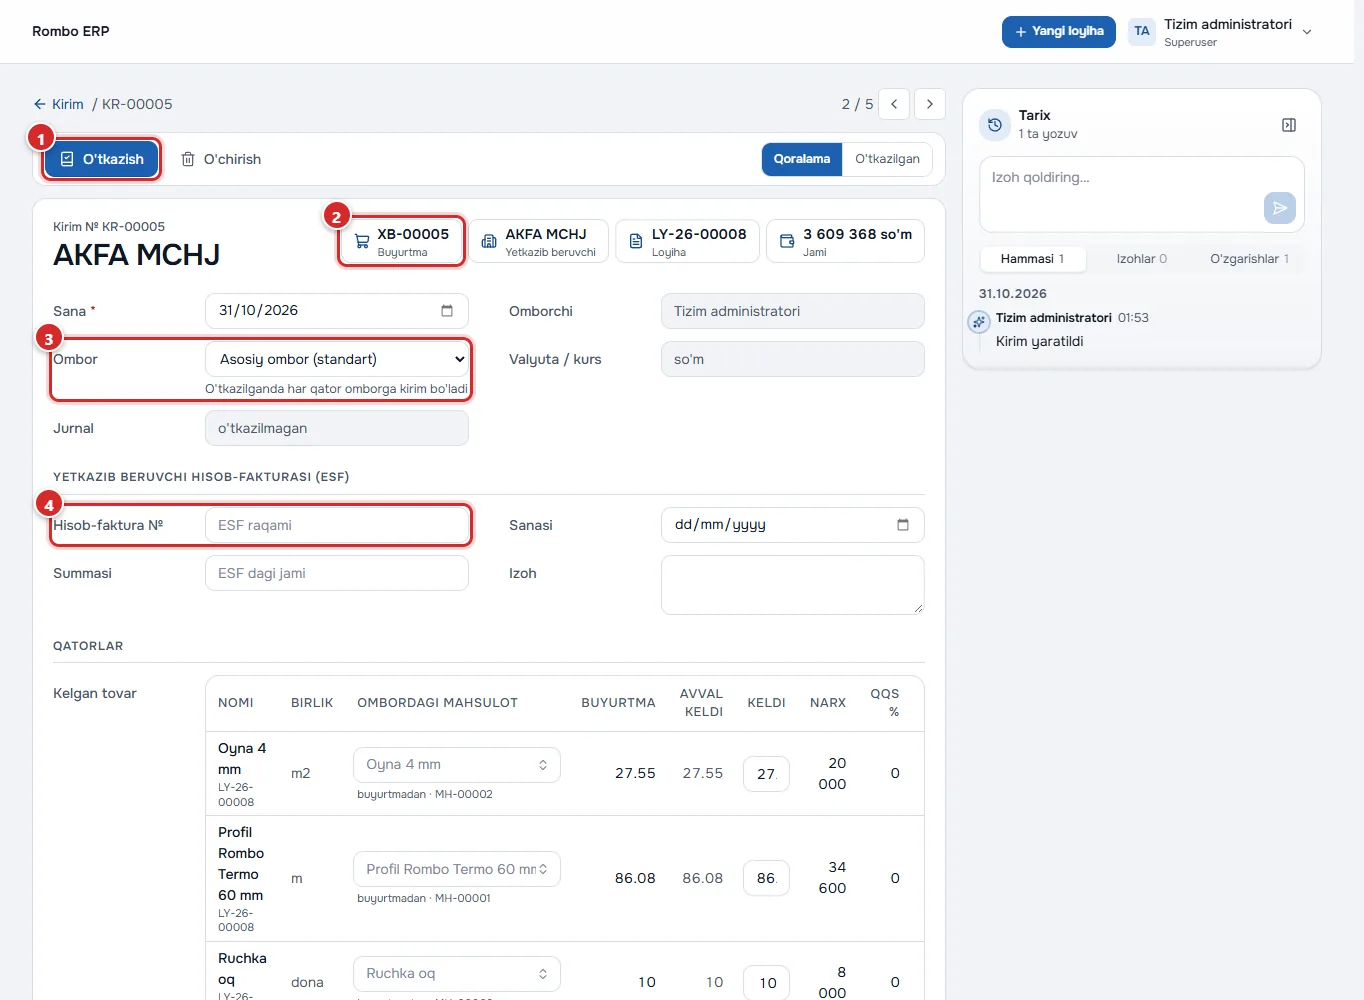 Rombo ERP
+ Yangi loyiha
TA
Tizim administratori
Superuser
← Kirim / KR-00005
2 / 5
1
O'tkazish
O'chirish
Qoralama
O'tkazilgan
Kirim № KR-00005
AKFA MCHJ
2
XB-00005
Buyurtma
AKFA MCHJ
Yetkazib beruvchi
LY-26-00008
Loyiha
3 609 368 so'm
Jami
Sana *
31/10/2026
Omborchi
Tizim administratori
3
Ombor
Asosiy ombor (standart)
O'tkazilganda har qator omborga kirim bo'ladi
Valyuta / kurs
so'm
Jurnal
o'tkazilmagan
YETKAZIB BERUVCHI HISOB-FAKTURASI (ESF)
4
Hisob-faktura №
ESF raqami
Sanasi
dd/mm/yyyy
Summasi
ESF dagi jami
Izoh
QATORLAR
Kelgan tovar
NOMI
BIRLIK
OMBORDAGI MAHSULOT
BUYURTMA
AVVAL
KELDI
KELDI
NARX
QQS
%
Oyna 4
mm
LY-26-
00008
m2
Oyna 4 mm
buyurtmadan · MH-00002
27.55
27.55
27.
20
000
0
Profil
Rombo
Termo
60 mm
LY-26-
00008
m
Profil Rombo Termo 60 mm
buyurtmadan · MH-00001
86.08
86.08
86.
34
600
0
Ruchka
oq
LY-26-
dona
Ruchka oq
10
10
10
8
000
0
Tarix
1 ta yozuv
Izoh qoldiring...
Hammasi 1
Izohlar 0
O'zgarishlar 1
31.10.2026
Tizim administratori 01:53
Kirim yaratildi